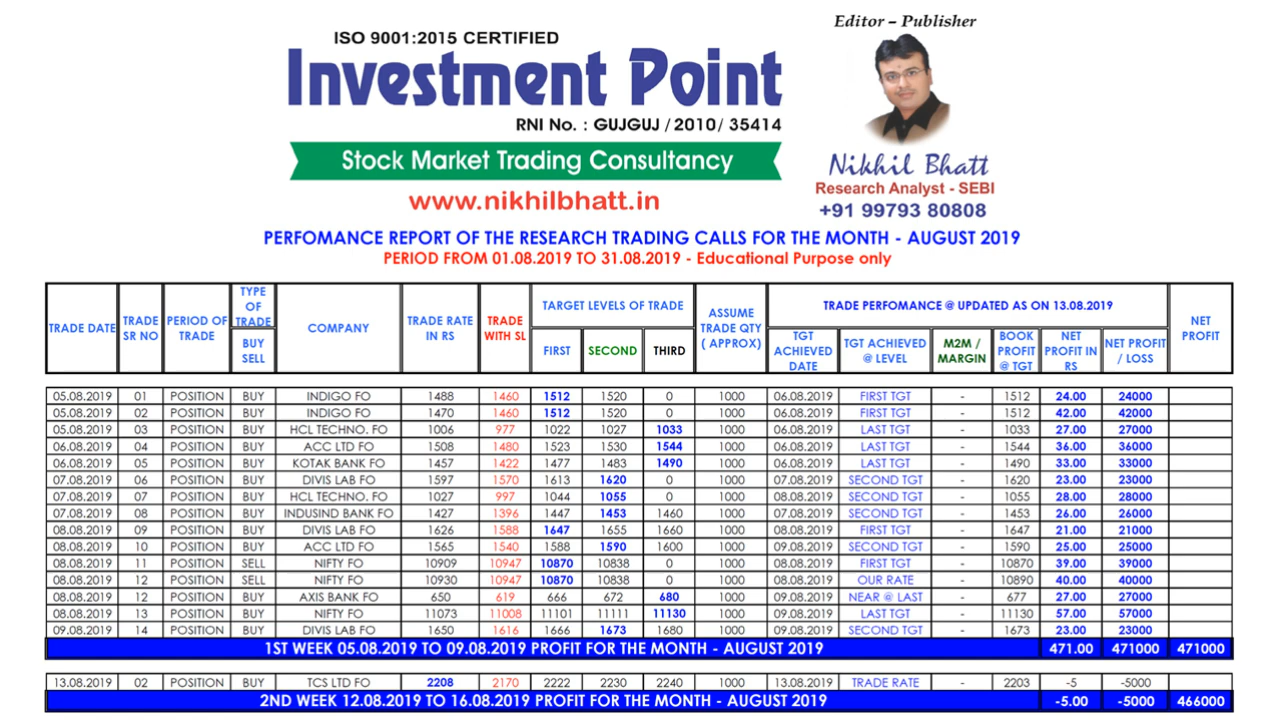 Editor – Publisher
ISO 9001:2015 CERTIFIED
Investment Point
RNI No. : GUJGUJ / 2010/ 35414
Stock Market Trading Consultancy
www.nikhilbhatt.in
Nikhil Bhatt
Research Analyst - SEBI
+91 99793 80808
PERFOMANCE REPORT OF THE RESEARCH TRADING CALLS FOR THE MONTH - AUGUST 2019
PERIOD FROM 01.08.2019 TO 31.08.2019 - Educational Purpose only
TRADE DATE
TRADE
SR NO
PERIOD OF
TRADE
TYPE
OF
TRADE
BUY
SELL
COMPANY
TRADE RATE
IN RS
TRADE
WITH SL
TARGET LEVELS OF TRADE
FIRST SECOND THIRD
ASSUME
TRADE QTY
( APPROX)
TRADE PERFOMANCE @ UPDATED AS ON 13.08.2019
TGT
ACHIEVED
DATE
TGT ACHIEVED
@ LEVEL
M2M /
MARGIN
BOOK
PROFIT
@ TGT
NET
PROFIT IN
RS
NET PROFIT
/ LOSS
NET
PROFIT
05.08.2019 01 POSITION BUY INDIGO FO 1488 1460 1512 1520 0 1000 06.08.2019 FIRST TGT - 1512 24.00 24000
05.08.2019 02 POSITION BUY INDIGO FO 1470 1460 1512 1520 0 1000 06.08.2019 FIRST TGT - 1512 42.00 42000
05.08.2019 03 POSITION BUY HCL TECHNO. FO 1006 977 1022 1027 1033 1000 06.08.2019 LAST TGT - 1033 27.00 27000
06.08.2019 04 POSITION BUY ACC LTD FO 1508 1480 1523 1530 1544 1000 06.08.2019 LAST TGT - 1544 36.00 36000
06.08.2019 05 POSITION BUY KOTAK BANK FO 1457 1422 1477 1483 1490 1000 06.08.2019 LAST TGT - 1490 33.00 33000
07.08.2019 06 POSITION BUY DIVIS LAB FO 1597 1570 1613 1620 0 1000 07.08.2019 SECOND TGT - 1620 23.00 23000
07.08.2019 07 POSITION BUY HCL TECHNO. FO 1027 997 1044 1055 0 1000 08.08.2019 SECOND TGT - 1055 28.00 28000
07.08.2019 08 POSITION BUY INDUSIND BANK FO 1427 1396 1447 1453 1460 1000 07.08.2019 SECOND TGT - 1453 26.00 26000
08.08.2019 09 POSITION BUY DIVIS LAB FO 1626 1588 1647 1655 1660 1000 08.08.2019 FIRST TGT - 1647 21.00 21000
08.08.2019 10 POSITION BUY ACC LTD FO 1565 1540 1588 1590 1600 1000 09.08.2019 SECOND TGT - 1590 25.00 25000
08.08.2019 11 POSITION SELL NIFTY FO 10909 10947 10870 10838 0 1000 08.08.2019 FIRST TGT - 10870 39.00 39000
08.08.2019 12 POSITION SELL NIFTY FO 10930 10947 10870 10838 0 1000 08.08.2019 OUR RATE - 10890 40.00 40000
08.08.2019 12 POSITION BUY AXIS BANK FO 650 619 666 672 680 1000 09.08.2019 NEAR @ LAST - 677 27.00 27000
08.08.2019 13 POSITION BUY NIFTY FO 11073 11008 11101 11111 11130 1000 09.08.2019 LAST TGT - 11130 57.00 57000
09.08.2019 14 POSITION BUY DIVIS LAB FO 1650 1616 1666 1673 1680 1000 09.08.2019 SECOND TGT - 1673 23.00 23000
1ST WEEK 05.08.2019 TO 09.08.2019 PROFIT FOR THE MONTH - AUGUST 2019 471.00 471000 471000
13.08.2019 02 POSITION BUY TCS LTD FO 2208 2170 2222 2230 2240 1000 13.08.2019 TRADE RATE - 2203 -5 -5000
2ND WEEK 12.08.2019 TO 16.08.2019 PROFIT FOR THE MONTH - AUGUST 2019 -5.00 -5000 466000